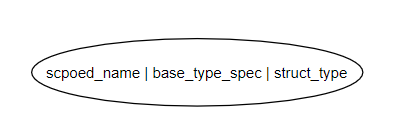 scpoed_name | base_type_spec | struct_type